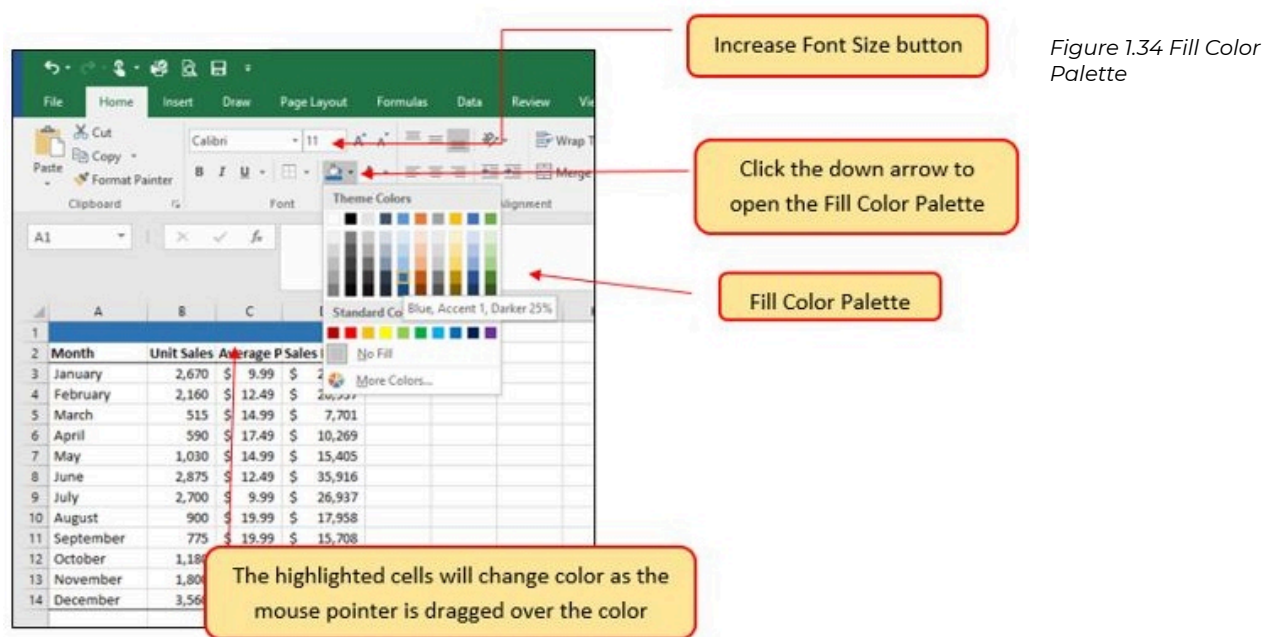 Increase Font Size button
Figure 1.34 Fill Color
Palette
File Home Insert Draw Page Layout Formulas Data Review
Cut
Calibri 11 Wrap
Copy
Paste
Format Painter B I U Merge
Clipboard Font Alignment
Click the down arrow to
open the Fill Color Palette
Theme Colors
A1 fx
Fill Color Palette
Blue, Accent 1, Darker 25%
A B C
Standard Co
1
2 Month Unit Sales Average P Sales
No Fill
3 January 2,670 $ 9.99 $
More Colors...
4 February 2,160 $ 12.49 $
5 March 515 $ 14.99 $ 7,701
6 April 590 $ 17.49 $ 10,269
7 May 1,030 $ 14.99 $ 15,405
8 June 2,875 $ 12.49 $ 35,916
9 July 2,700 $ 9.99 $ 26,937
10 August 900 $ 19.99 $ 17,958
11 September 775 $ 19.99 $ 15,708
12 October 1,180
13 November 1,800
14 December
The highlighted cells will change color as the
mouse pointer is dragged over the color